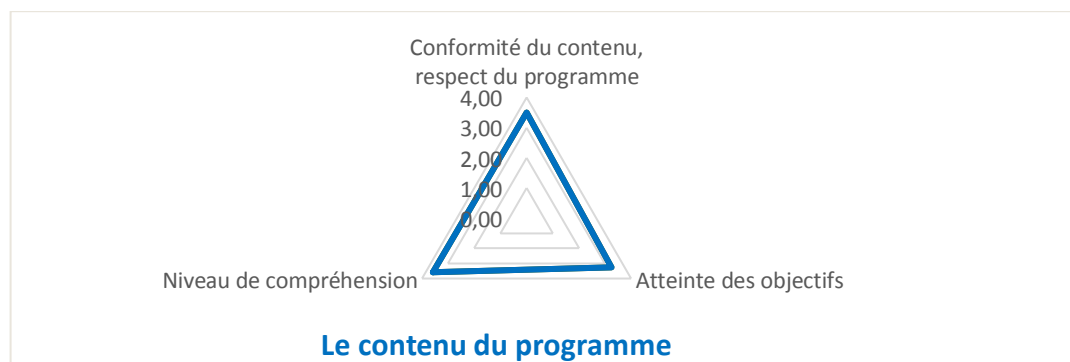 Conformité du contenu,
respect du programme
4,00
3,00
2,00
1,00
0,00
Niveau de compréhension
Atteinte des objectifs
Le contenu du programme